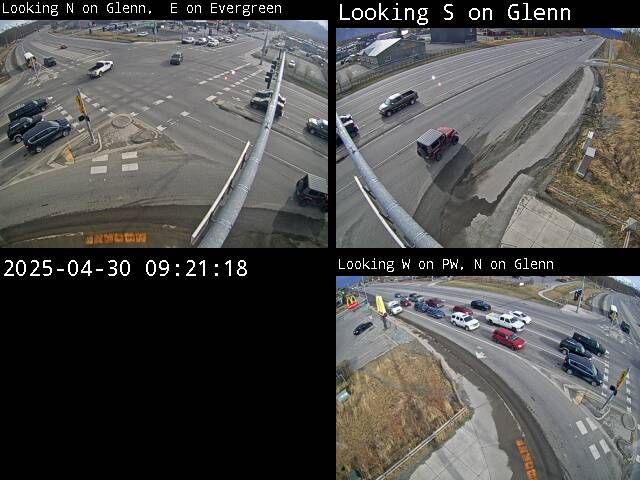 Looking N on Glenn,  E on Evergreen
Looking S on Glenn
2025-04-30 09:21:18
Looking W on PW, N on Glenn